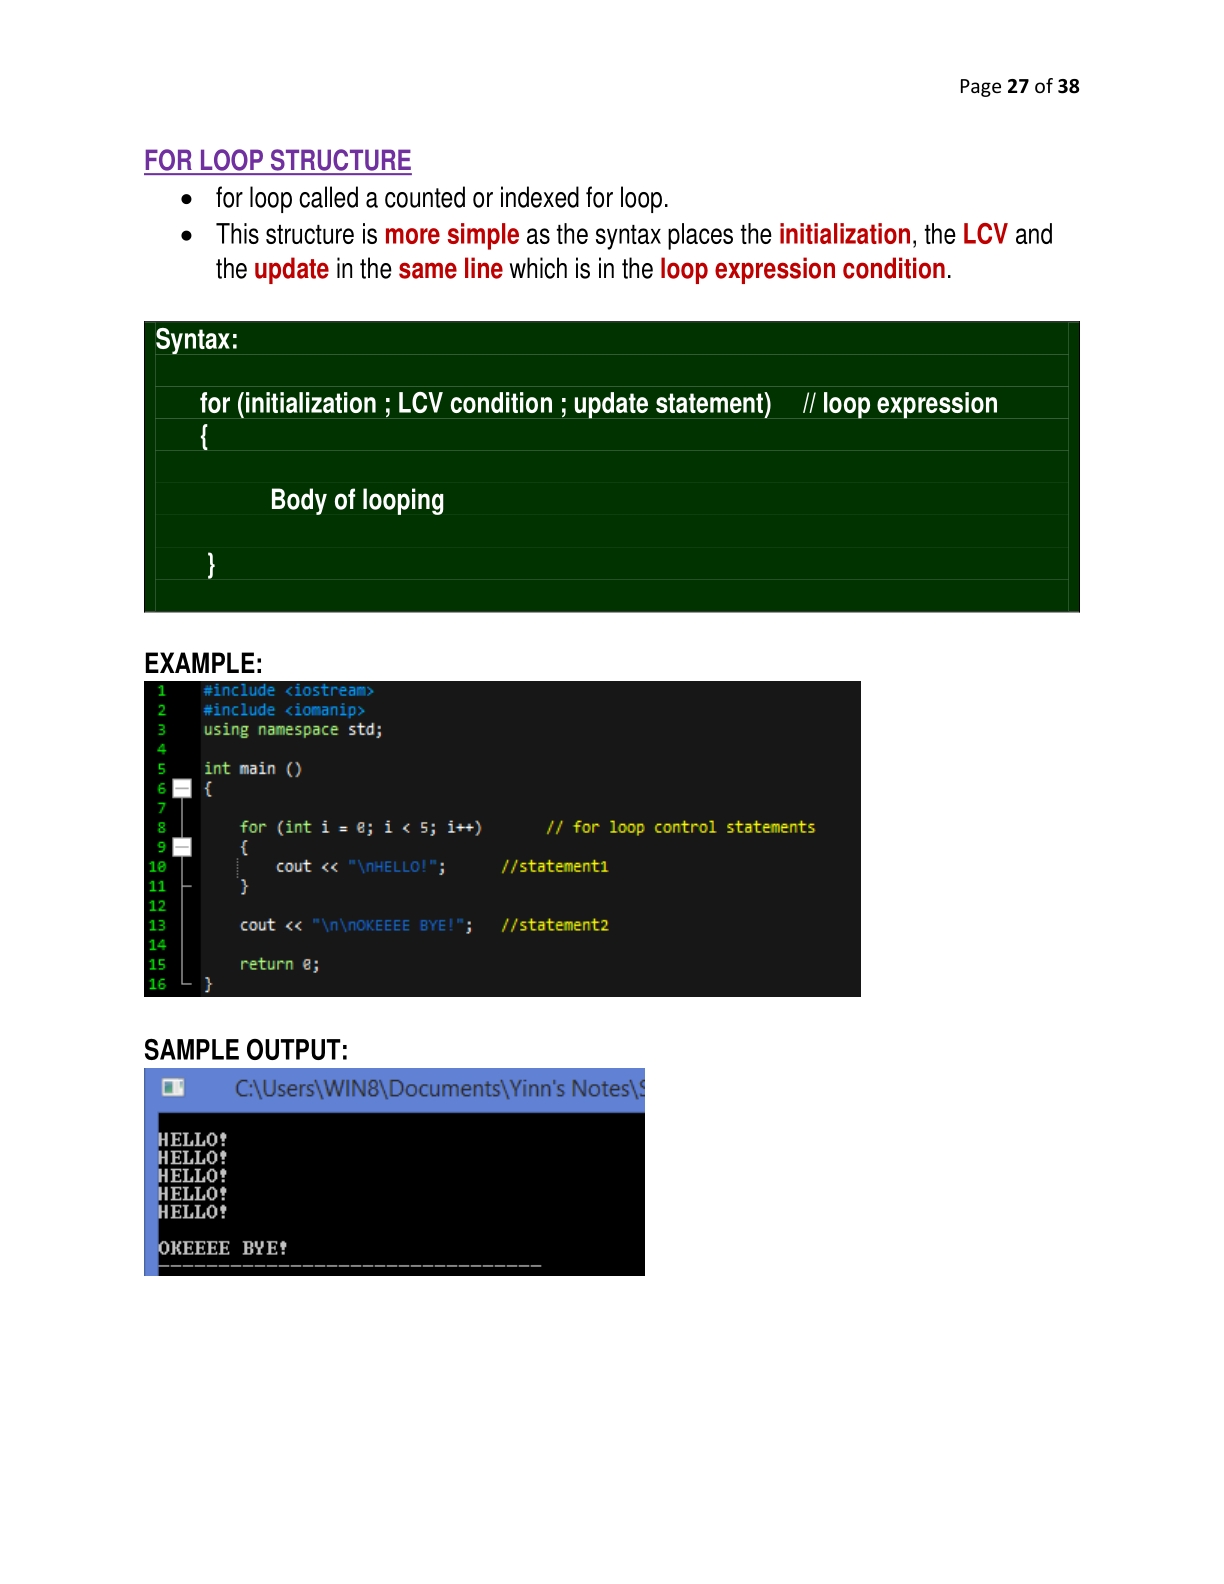 Page 27 of 38
FOR LOOP STRUCTURE
• for loop called a counted or indexed for loop.
• This structure is more simple as the syntax places the initialization, the LCV and
the update in the same line which is in the loop expression condition.
Syntax:
for (initialization ; LCV condition ; update statement) // loop expression
{
Body of looping
}
EXAMPLE:
1 #include <iostream>
2 #include <iomanip>
3 using namespace std;
4
5 int main ()
6 {
7
8 for (int i = 0; i < 5; i++) // for loop control statements
9 {
10 cout << "\nHELLO!"; //statement1
11 }
12
13 cout << "\n\nOKEEEE BYE!"; //statement2
14
15 return 0;
16 }
SAMPLE OUTPUT:
C:\Users\WIN8\Documents\Yinn's Notes\S
HELLO!
HELLO!
HELLO!
HELLO!
HELLO!
OKEEEE BYE!
--------------------------------